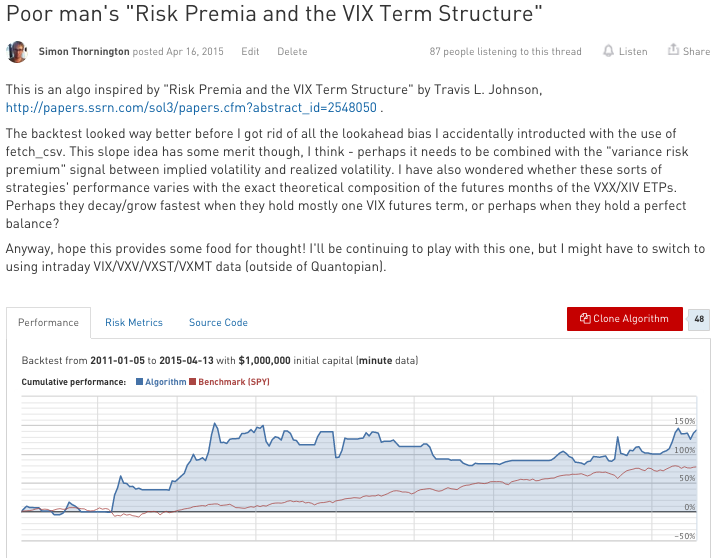 Poor man's "Risk Premia and the VIX Term Structure"
Simon Thornington posted Apr 16, 2015 Edit Delete 87 people listening to this thread Listen Share
This is an algo inspired by "Risk Premia and the VIX Term Structure" by Travis L. Johnson,
http://papers.ssrn.com/sol3/papers.cfm?abstract_id=2548050 .
The backtest looked way better before I got rid of all the lookahead bias I accidentally introducted with the use of
fetch_csv. This slope idea has some merit though, I think - perhaps it needs to be combined with the "variance risk
premium" signal between implied volatility and realized volatility. I have also wondered whether these sorts of
strategies' performance varies with the exact theoretical composition of the futures months of the VXX/XIV ETPs.
Perhaps they decay/grow fastest when they hold mostly one VIX futures term, or perhaps when they hold a perfect
balance?
Anyway, hope this provides some food for thought! I'll be continuing to play with this one, but I might have to switch to
using intraday VIX/VXV/VXST/VXMT data (outside of Quantopian).
Performance Risk Metrics Source Code Clone Algorithm 48
Backtest from 2011-01-05 to 2015-04-13 with $1,000,000 initial capital (minute data)
Cumulative performance: Algorithm Benchmark (SPY)
150%
100%
50%
0%
-50%